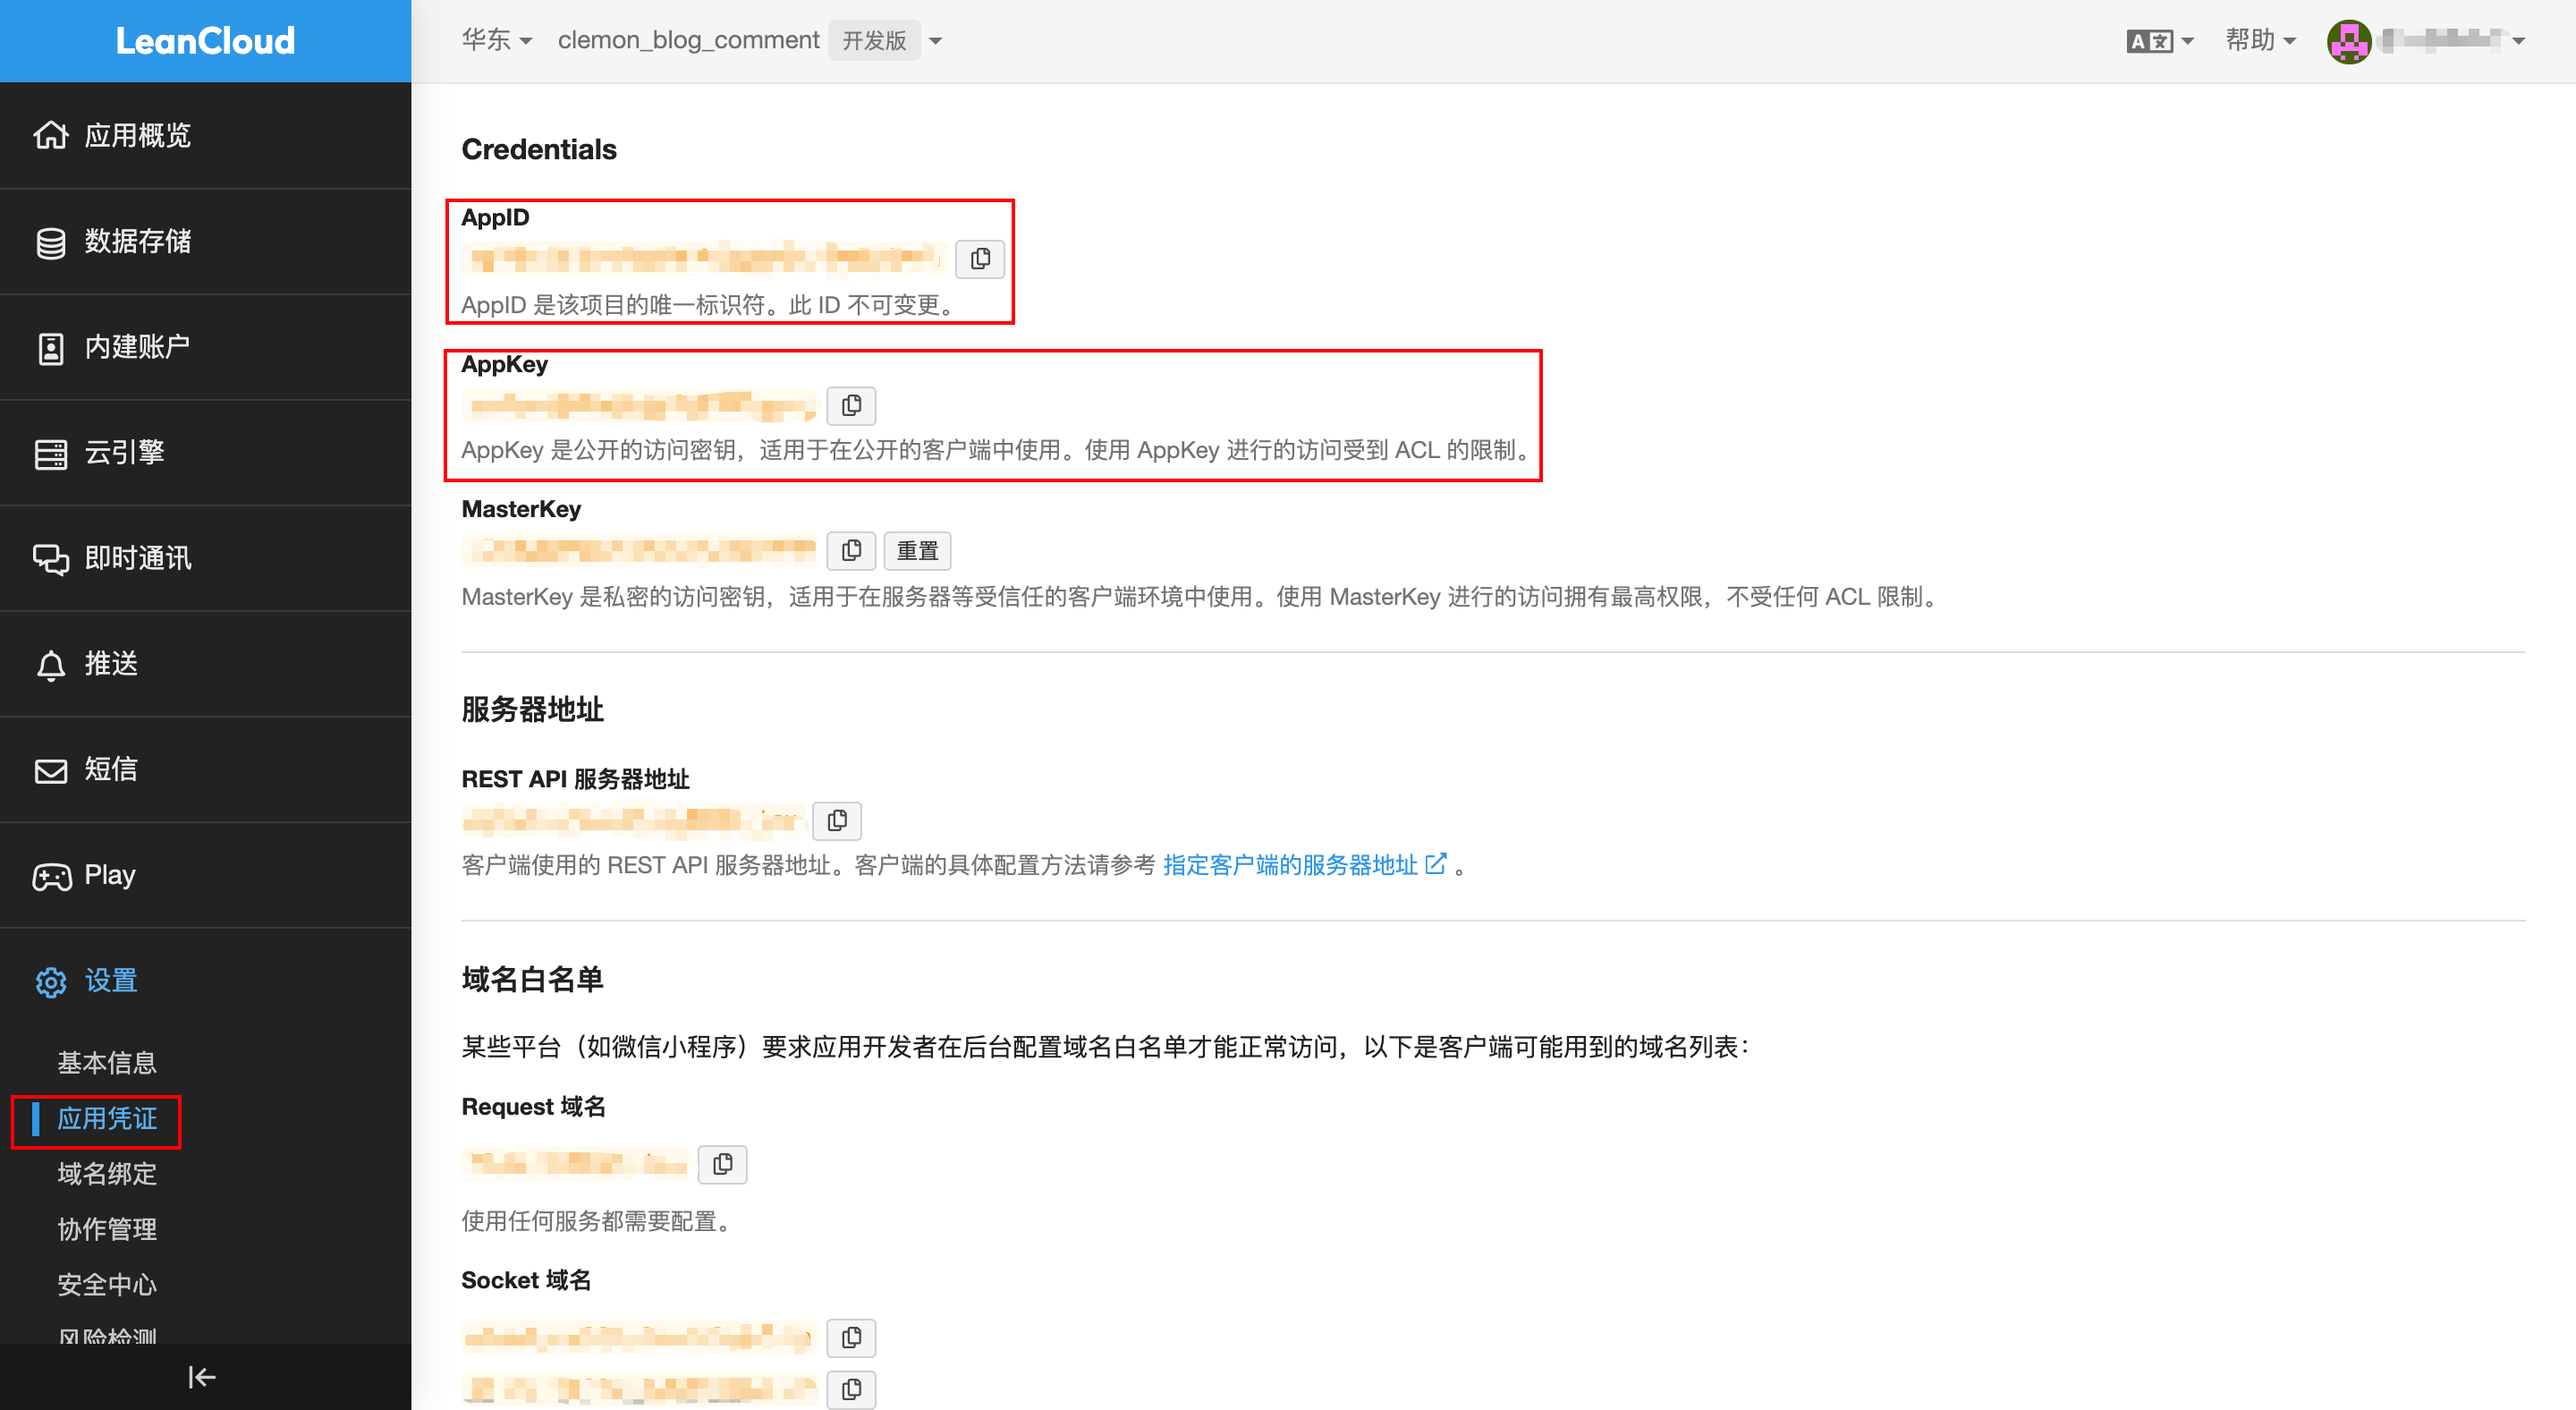 LeanCloud
华东
clemon_blog_comment 开发版
帮助
应用概览
数据存储
内建账户
云引擎
即时通讯
推送
短信
Play
设置
基本信息
应用凭证
域名绑定
协作管理
安全中心
风险检测
Credentials
AppID
AppID 是该项目的唯一标识符。此 ID 不可变更。
AppKey
AppKey 是公开的访问密钥，适用于在公开的客户端中使用。使用 AppKey 进行的访问受到 ACL 的限制。
MasterKey
重置
MasterKey 是私密的访问密钥，适用于在服务器等受信任的客户端环境中使用。使用 MasterKey 进行的访问拥有最高权限，不受任何 ACL 限制。
服务器地址
REST API 服务器地址
客户端使用的 REST API 服务器地址。客户端的具体配置方法请参考 指定客户端的服务器地址 。
域名白名单
某些平台（如微信小程序）要求应用开发者在后台配置域名白名单才能正常访问，以下是客户端可能用到的域名列表：
Request 域名
使用任何服务都需要配置。
Socket 域名